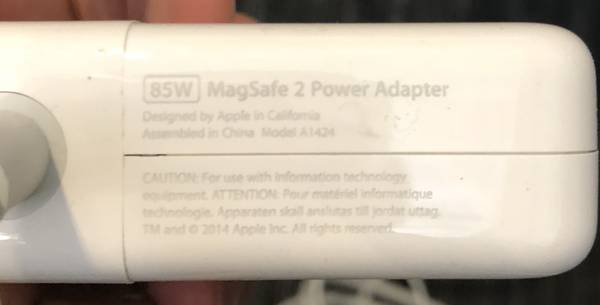 85W MagSafe 2 Power Adapter
Designed by Apple in California
Assembled in China Model A1424
CAUTION: For use with information technology
equipment. ATTENTION: Pour matériel informatique
technologie. Apparaten skall anslutas till jordat uttag.
TM and © 2014 Apple Inc. All rights reserved.